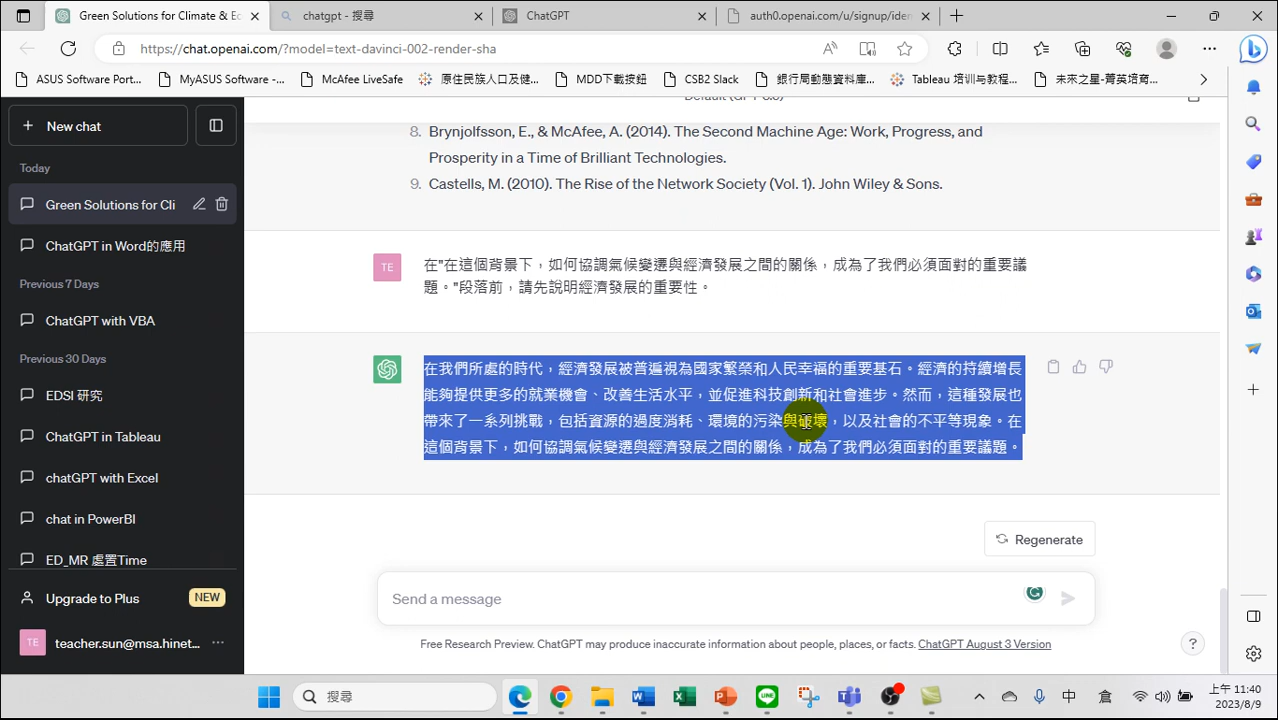 Green Solutions for Climate & Ec
chatgpt - 搜尋
ChatGPT
auth0.openai.com/u/signup/iden
https://chat.openai.com/?model=text-davinci-002-render-sha
ASUS Software Port...
MyASUS Software -...
McAfee LiveSafe
原住民族人口及健...
MDD下載按鈕
CSB2 Slack
銀行局動態資料庫...
Tableau 培训与教程...
未來之星-菁英培育...
New chat
Today
Green Solutions for Cli
ChatGPT in Word的應用
Previous 7 Days
ChatGPT with VBA
Previous 30 Days
EDSI 研究
ChatGPT in Tableau
chatGPT with Excel
chat in PowerBI
ED_MR 處置Time
Upgrade to Plus
NEW
TE
teacher.sun@msa.hinet...
Default (GPT-3.5)
8. Brynjolfsson, E., & McAfee, A. (2014). The Second Machine Age: Work, Progress, and
Prosperity in a Time of Brilliant Technologies.
9. Castells, M. (2010). The Rise of the Network Society (Vol. 1). John Wiley & Sons.
TE
在"在這個背景下，如何協調氣候變遷與經濟發展之間的關係，成為了我們必須面對的重要議
題。"段落前，請先說明經濟發展的重要性。
在我們所處的時代，經濟發展被普遍視為國家繁榮和人民幸福的重要基石。經濟的持續增長
能夠提供更多的就業機會、改善生活水平，並促進科技創新和社會進步。然而，這種發展也
帶來了一系列挑戰，包括資源的過度消耗、環境的污染與破壞，以及社會的不平等現象。在
這個背景下，如何協調氣候變遷與經濟發展之間的關係，成為了我們必須面對的重要議題。
Regenerate
Send a message
Free Research Preview. ChatGPT may produce inaccurate information about people, places, or facts. ChatGPT August 3 Version
搜尋
中
上午 11:40
2023/8/9